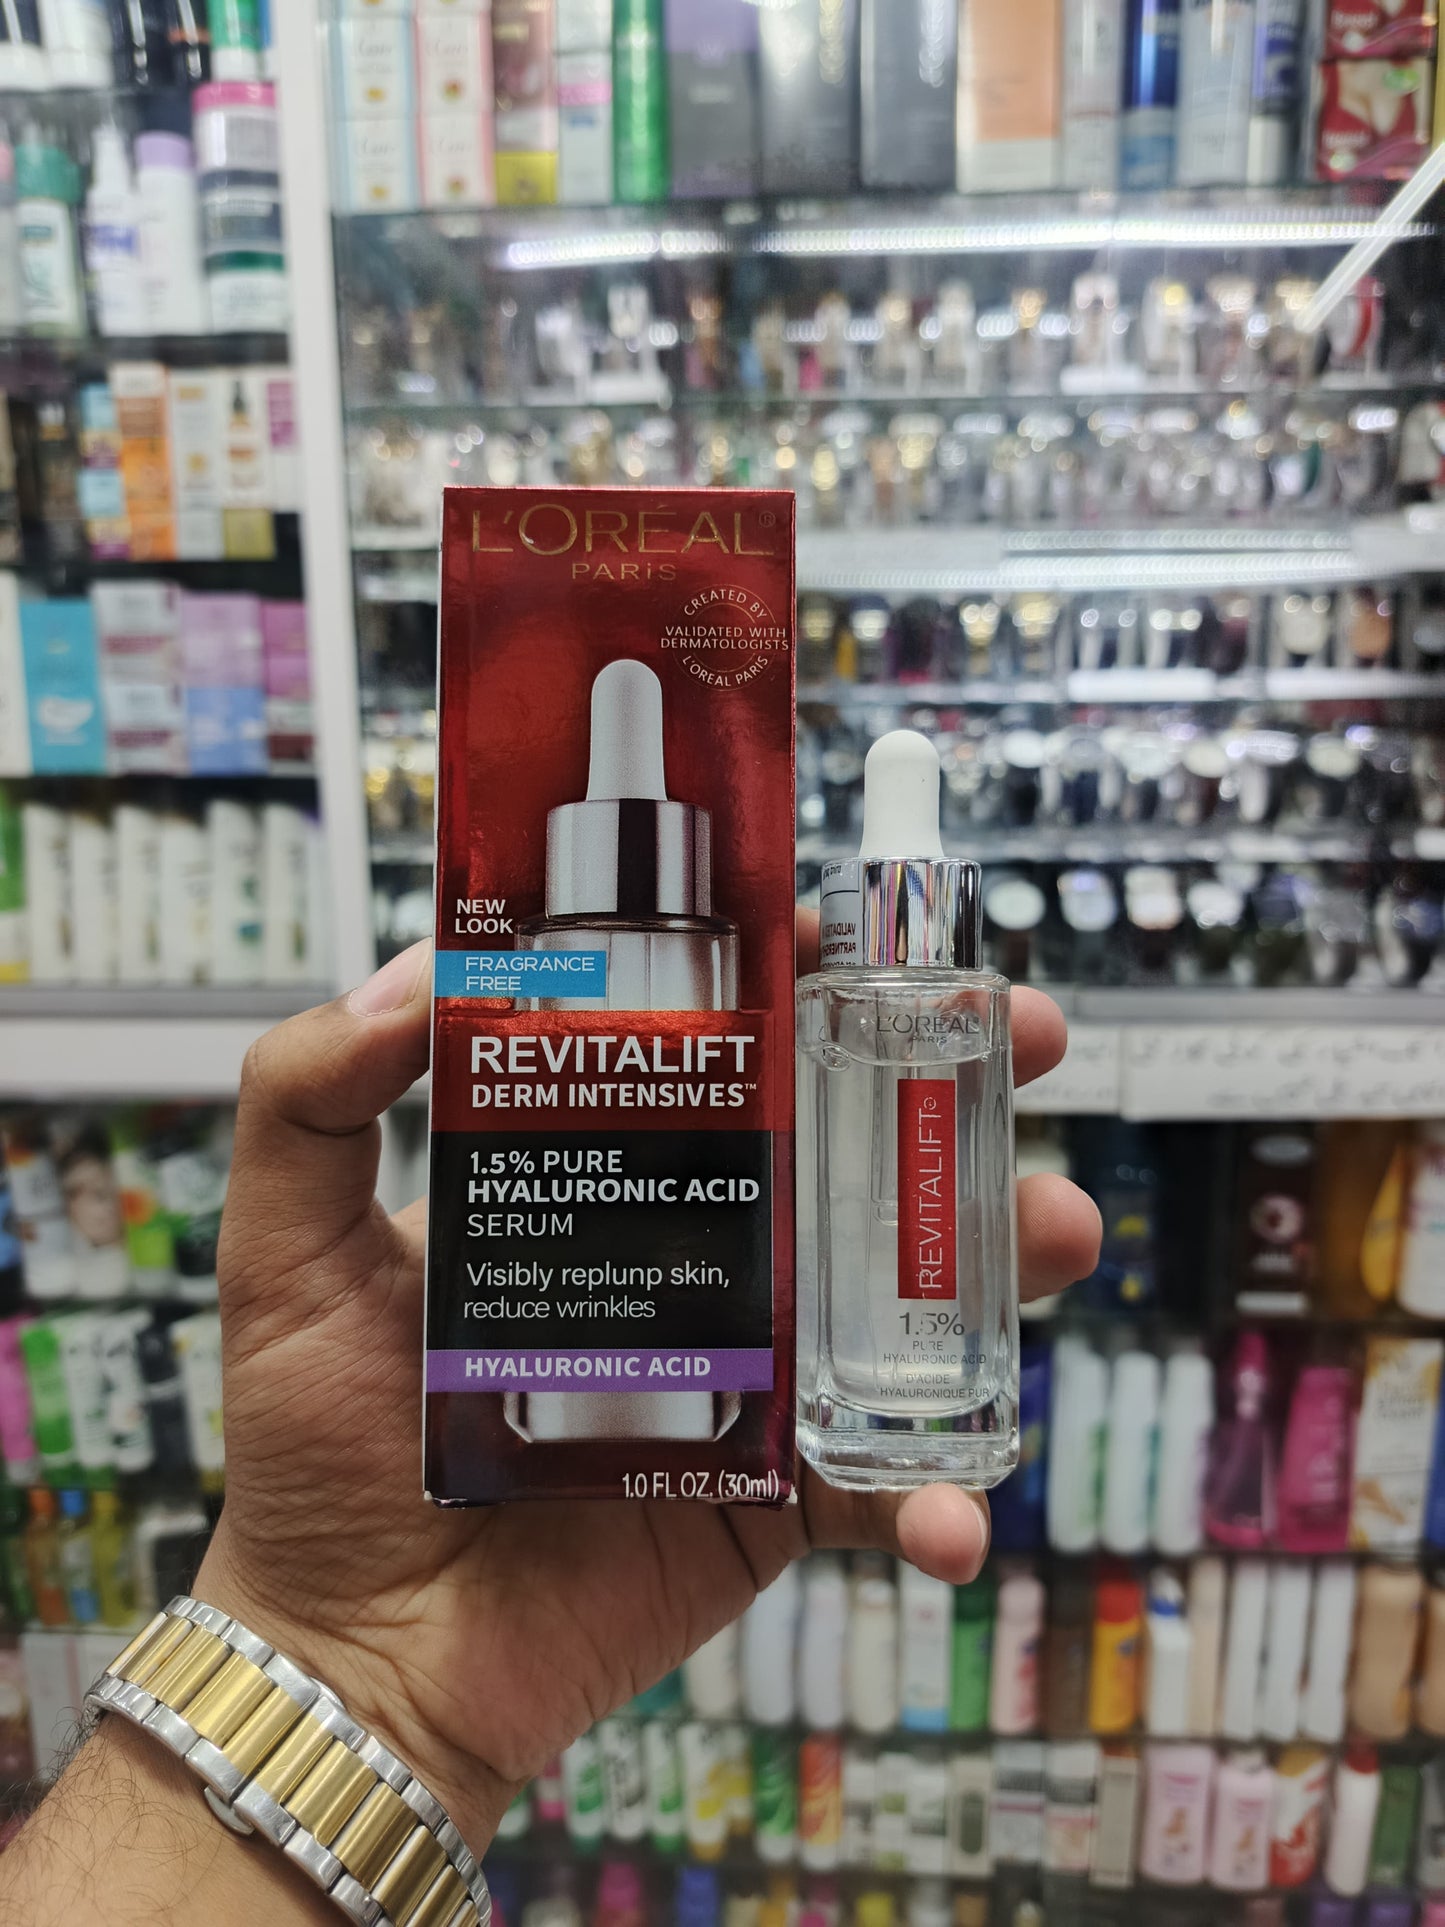 L'ORÉAL®
PARiS
CREATED BY
VALIDATED WITH
DERMATOLOGISTS
L'ORÉAL PARIS
NEW
LOOK
FRAGRANCE
FREE
REVITALIFT
DERM INTENSIVES™
1.5% PURE
HYALURONIC ACID
SERUM
Visibly replunp skin,
reduce wrinkles
HYALURONIC ACID
1.0 FL OZ. (30ml)
L'ORÉAL
PARIS
REVITALIFT
1.5%
PURE
HYALURONIC ACID
D'ACIDE
HYALURONIQUE PUR